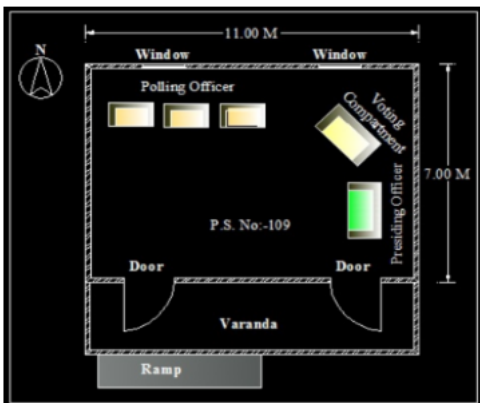 11.00 M
N
Window
Window
Polling Officer
Voting
Compartment
7.00 M
Presiding Officer
P.S. No:-109
Door
Door
Varanda
Ramp